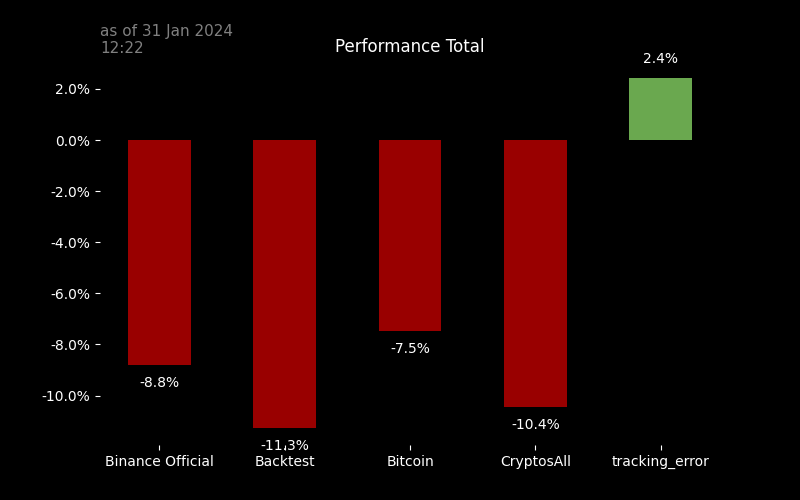 as of 31 Jan 2024
12:22
Performance Total
2.4%
2.0%
0.0%
-2.0%
-4.0%
-6.0%
-8.0%
-7.5%
-8.8%
-10.0%
-10.4%
-11.3%
Binance Official
Backtest
Bitcoin
CryptosAll
tracking_error